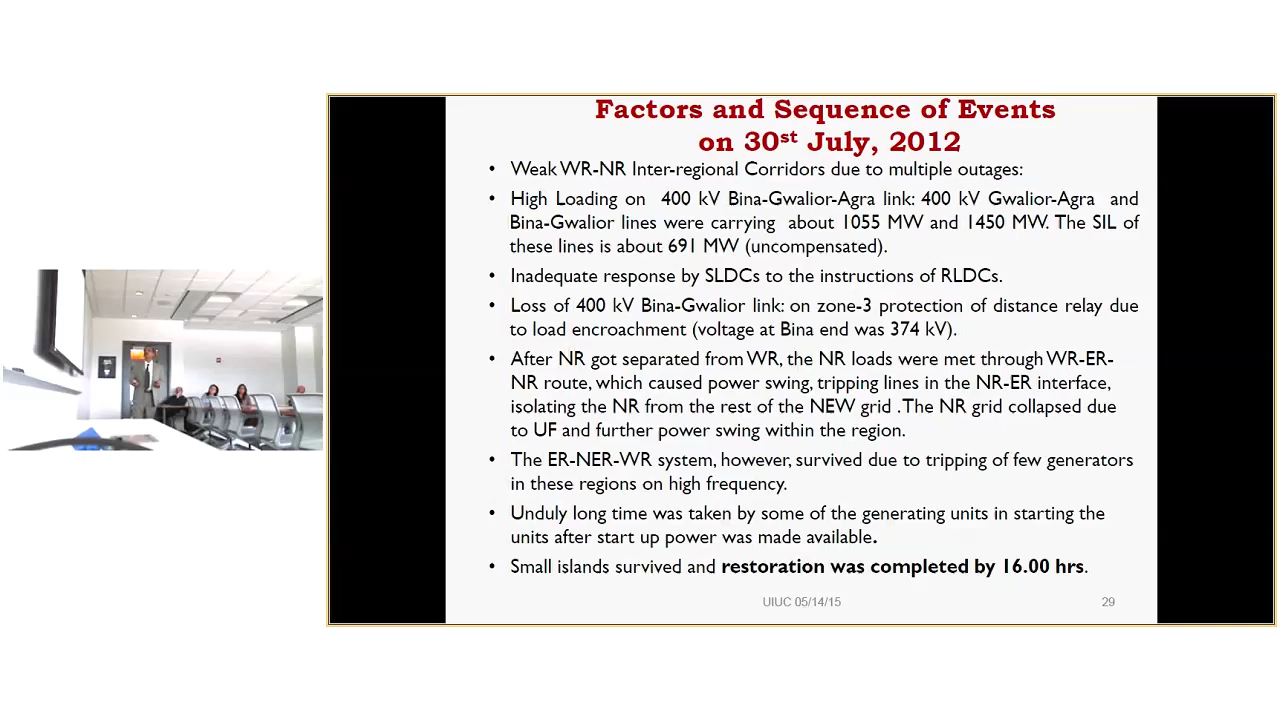 Factors and Sequence of Events
on 30st July, 2012
• Weak WR-NR Inter-regional Corridors due to multiple outages:
• High Loading on 400 kV Bina-Gwalior-Agra link: 400 kV Gwalior-Agra and
Bina-Gwalior lines were carrying about 1055 MW and 1450 MW. The SIL of
these lines is about 691 MW (uncompensated).
• Inadequate response by SLDCs to the instructions of RLDCs.
• Loss of 400 kV Bina-Gwalior link: on zone-3 protection of distance relay due
to load encroachment (voltage at Bina end was 374 kV).
• After NR got separated from WR, the NR loads were met through WR-ER-
NR route, which caused power swing, tripping lines in the NR-ER interface,
isolating the NR from the rest of the NEW grid .The NR grid collapsed due
to UF and further power swing within the region.
• The ER-NER-WR system, however, survived due to tripping of few generators
in these regions on high frequency.
• Unduly long time was taken by some of the generating units in starting the
units after start up power was made available.
• Small islands survived and restoration was completed by 16.00 hrs.
UIUC 05/14/15
29